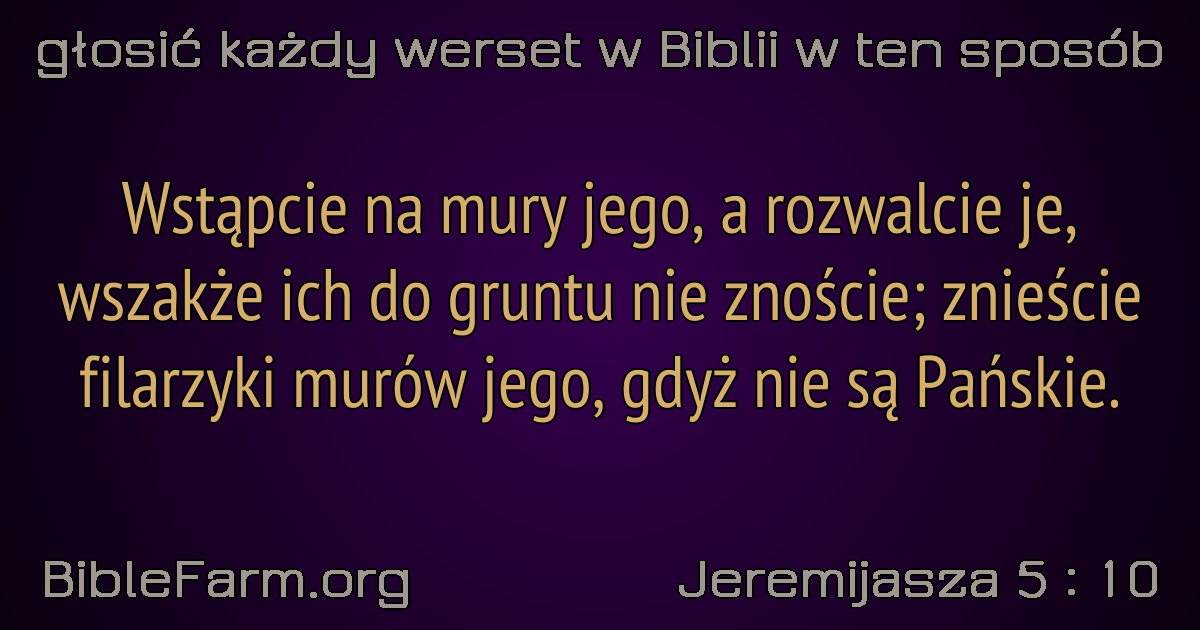 głosić każdy werset w Biblii w ten sposób
Wstąpcie na mury jego, a rozwalcie je,
wszakże ich do gruntu nie znoście; znieście
filarzyki murów jego, gdyż nie są Pańskie.
BibleFarm.org
Jeremijasza 5 : 10